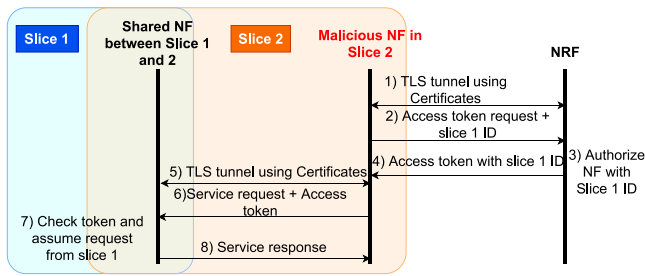 Slice 1
Shared NF
between Slice 1
and 2
Slice 2
Malicious NF in
Slice 2
NRF
1) TLS tunnel using
Certificates
2) Access token request +
slice 1 ID
3) Authorize
NF with
Slice 1 ID
4) Access token with slice 1 ID
5) TLS tunnel using Certificates
6)Service request + Access
token
7) Check token and
assume request
from slice 1
8) Service response